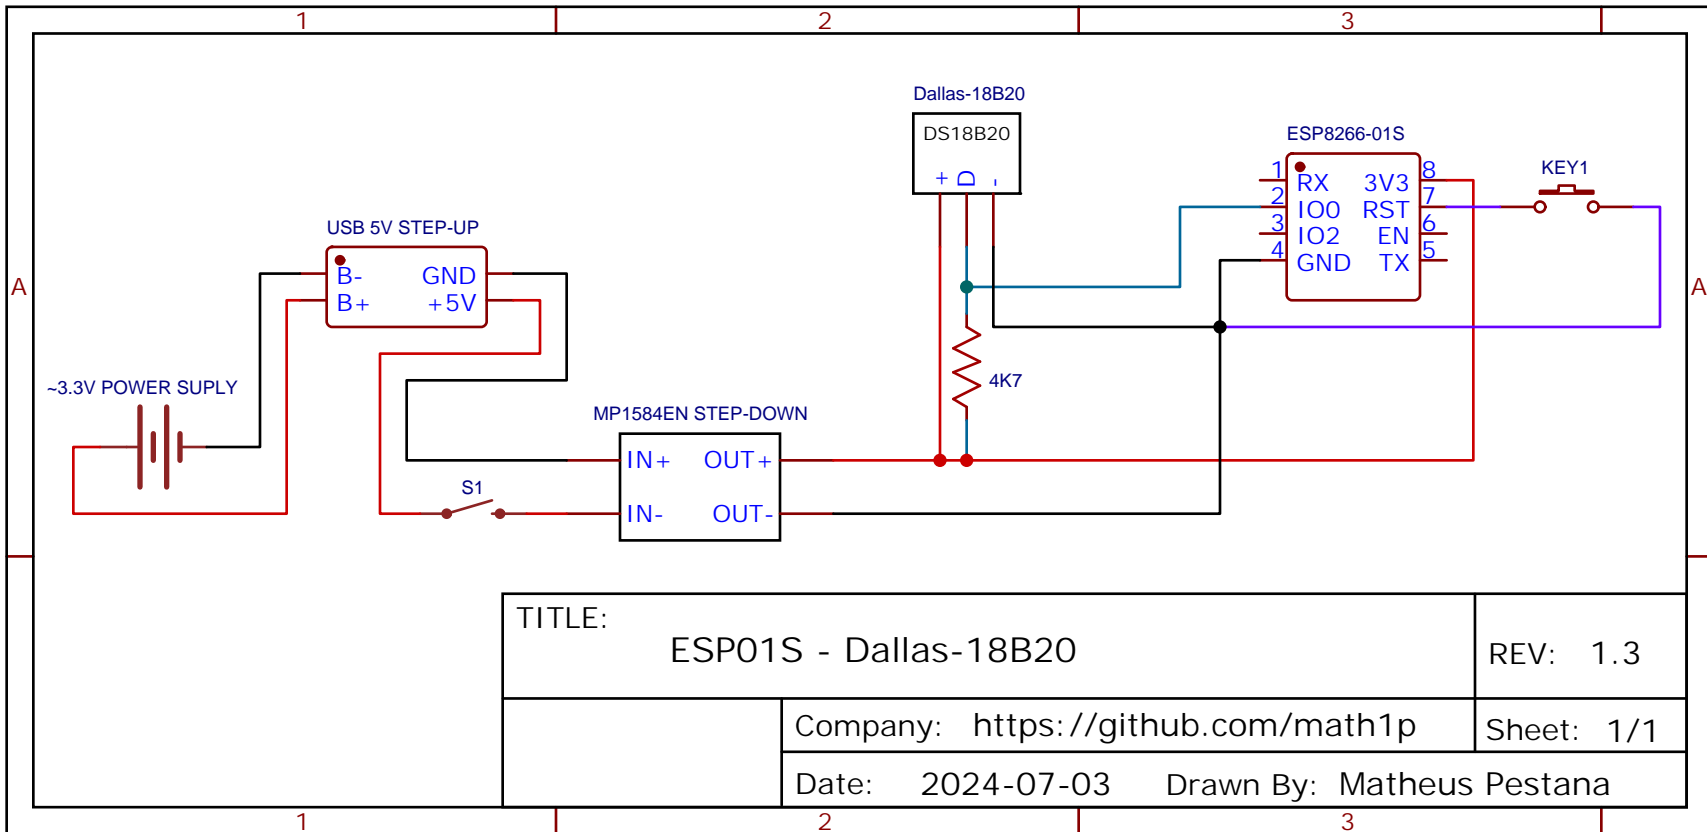 1 2 3
A A
Dallas-18B20
DS18B20
+ D -
ESP8266-01S
1 RX 3V3 8
2 IO0 RST 7
3 IO2 EN 6
4 GND TX 5
KEY1
USB 5V STEP-UP
B- GND
B+ +5V
~3.3V POWER SUPLY
4K7
MP1584EN STEP-DOWN
IN+ OUT+
IN- OUT-
S1
TITLE:
ESP01S - Dallas-18B20
REV: 1.3
Company: https://github.com/math1p
Sheet: 1/1
Date: 2024-07-03 Drawn By: Matheus Pestana
1 2 3